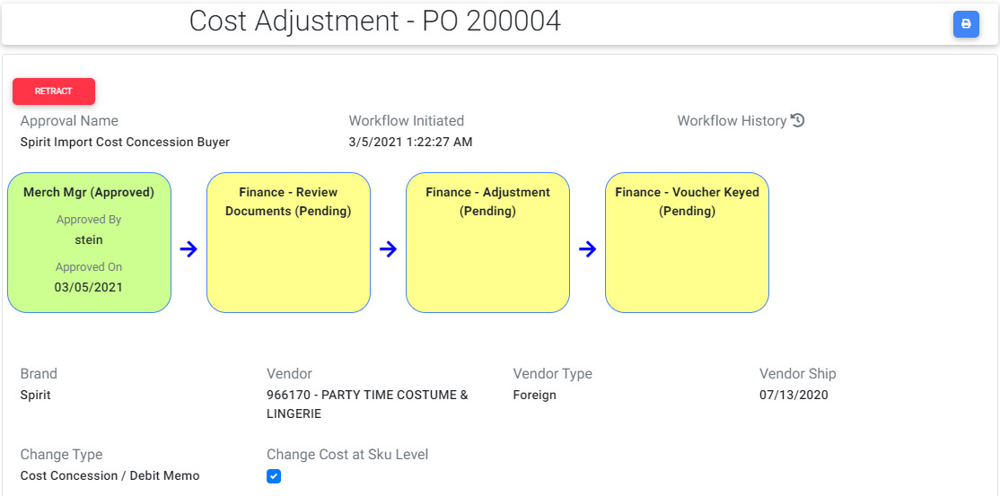 Cost Adjustment - PO 200004
RETRACT
Approval Name
Spirit Import Cost Concession Buyer
Workflow Initiated
3/5/2021 1:22:27 AM
Workflow History
Merch Mgr (Approved)
Approved By
stein
Approved On
03/05/2021
Finance - Review
Documents (Pending)
Finance - Adjustment
(Pending)
Finance - Voucher Keyed
(Pending)
Brand
Spirit
Vendor
966170 - PARTY TIME COSTUME &
LINGERIE
Vendor Type
Foreign
Vendor Ship
07/13/2020
Change Type
Cost Concession / Debit Memo
Change Cost at Sku Level